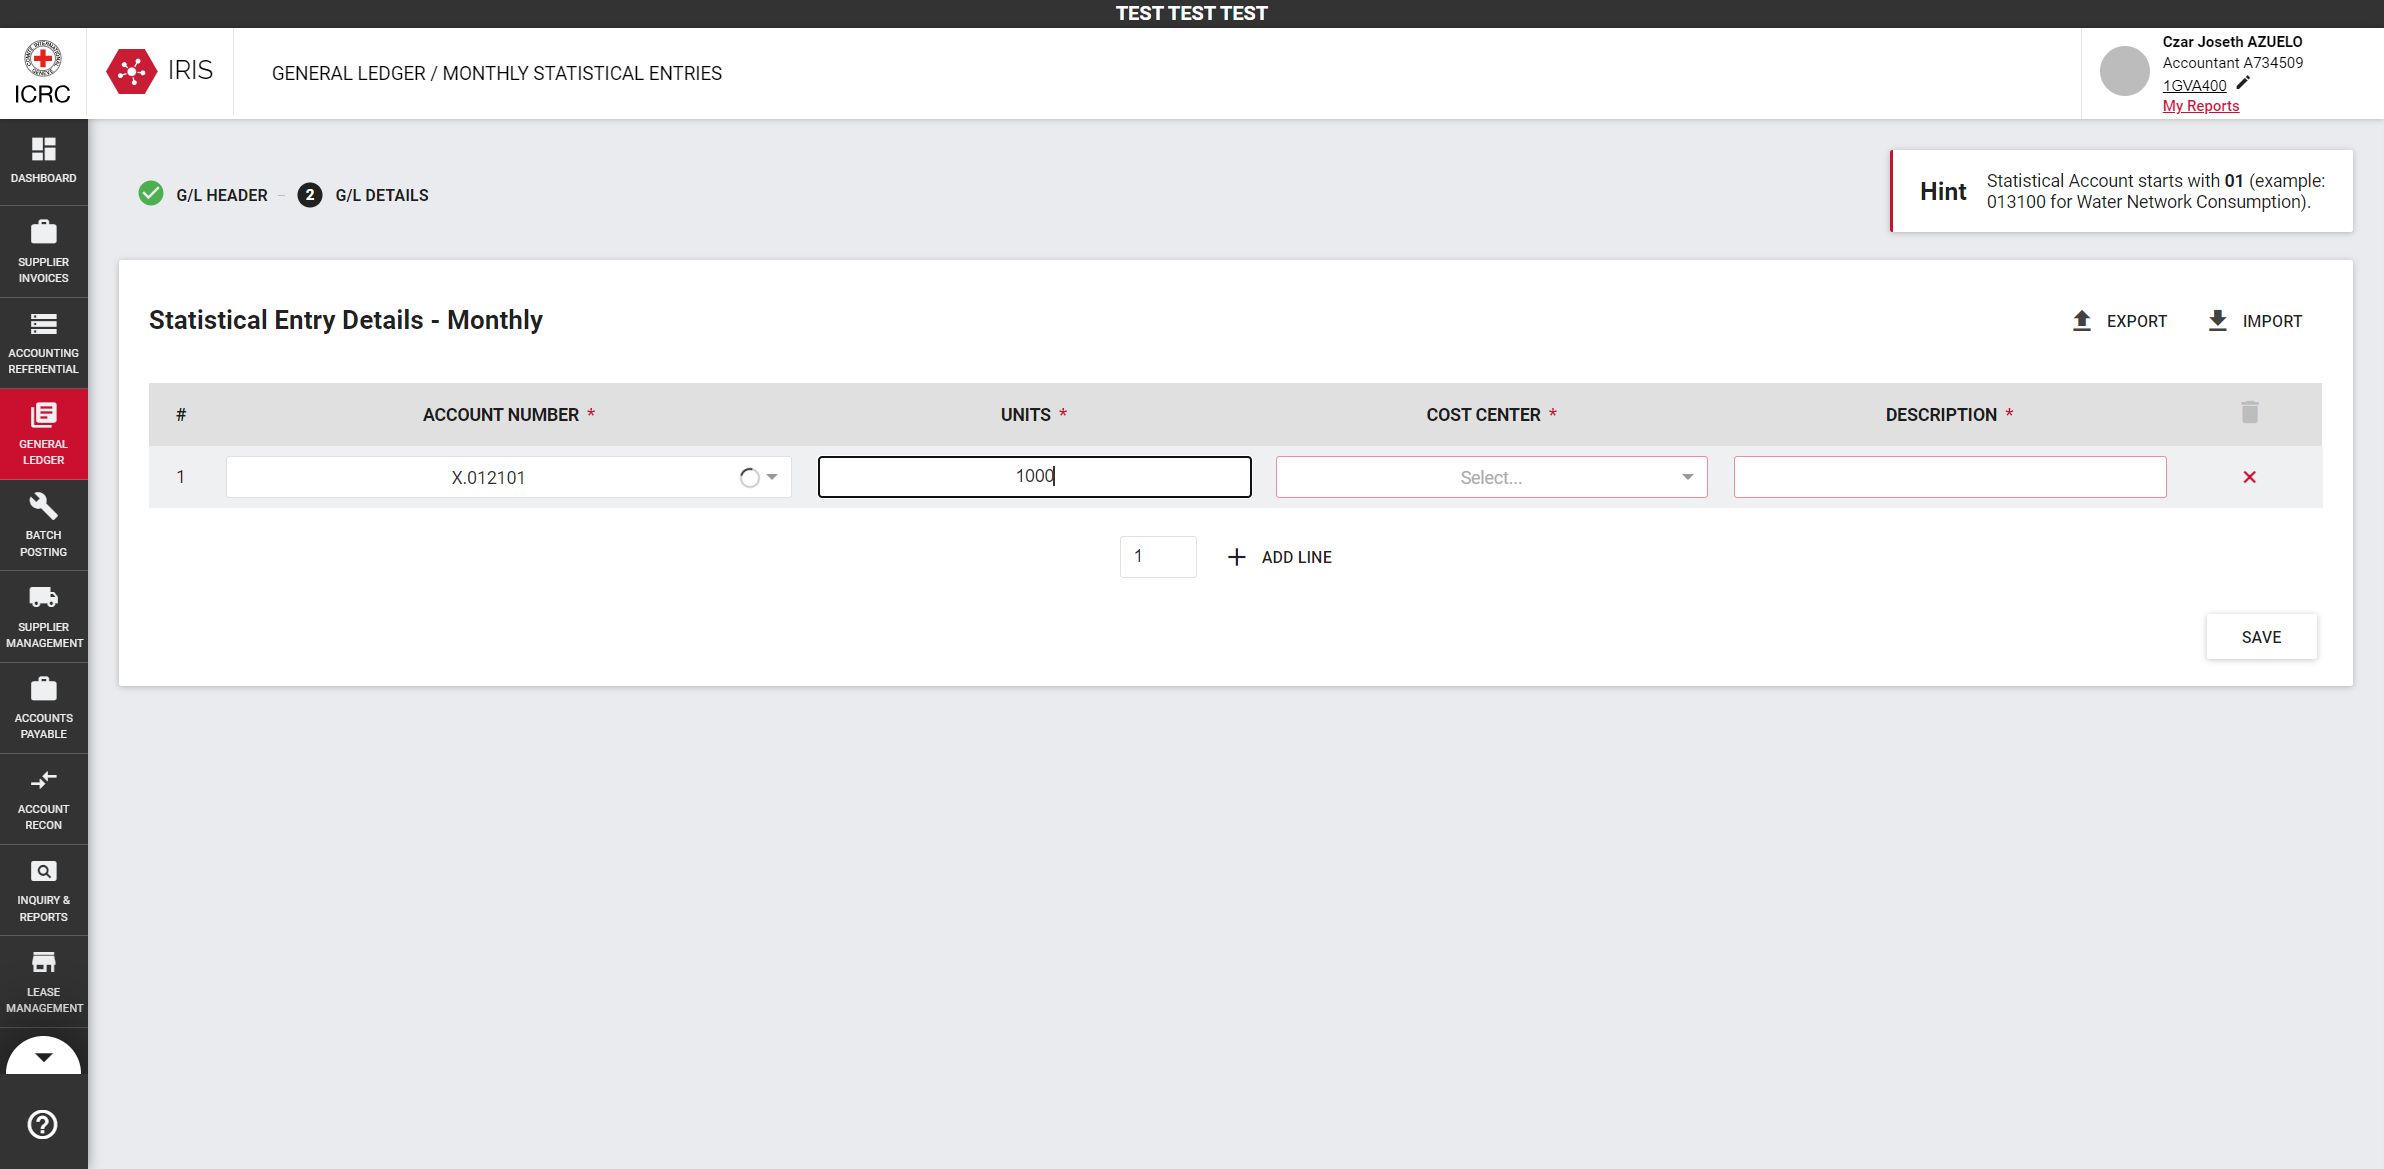 TEST TEST TEST
ICRC
IRIS
GENERAL LEDGER / MONTHLY STATISTICAL ENTRIES
Czar Joseth AZUELO
Accountant A734509
1GVA400
My Reports
DASHBOARD
SUPPLIER
INVOICES
ACCOUNTING
REFERENTIAL
GENERAL
LEDGER
BATCH
POSTING
SUPPLIER
MANAGEMENT
ACCOUNTS
PAYABLE
ACCOUNT
RECON
INQUIRY &
REPORTS
LEASE
MANAGEMENT
G/L HEADER
2 G/L DETAILS
Hint
Statistical Account starts with 01 (example:
013100 for Water Network Consumption).
Statistical Entry Details - Monthly
EXPORT
IMPORT
# ACCOUNT NUMBER * UNITS * COST CENTER * DESCRIPTION *
1 X.012101 1000 Select...
1 ADD LINE
SAVE